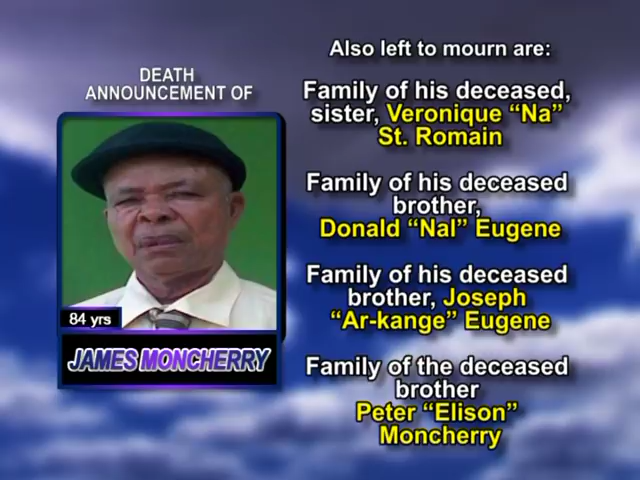 DEATH
ANNOUNCEMENT OF
84 yrs
JAMES MONCHERRY
Also left to mourn are:
Family of his deceased,
sister, Veronique “Na”
St. Romain
Family of his deceased
brother,
Donald “Nal” Eugene
Family of his deceased
brother, Joseph
“Ar-kange” Eugene
Family of the deceased
brother
Peter “Elison”
Moncherry